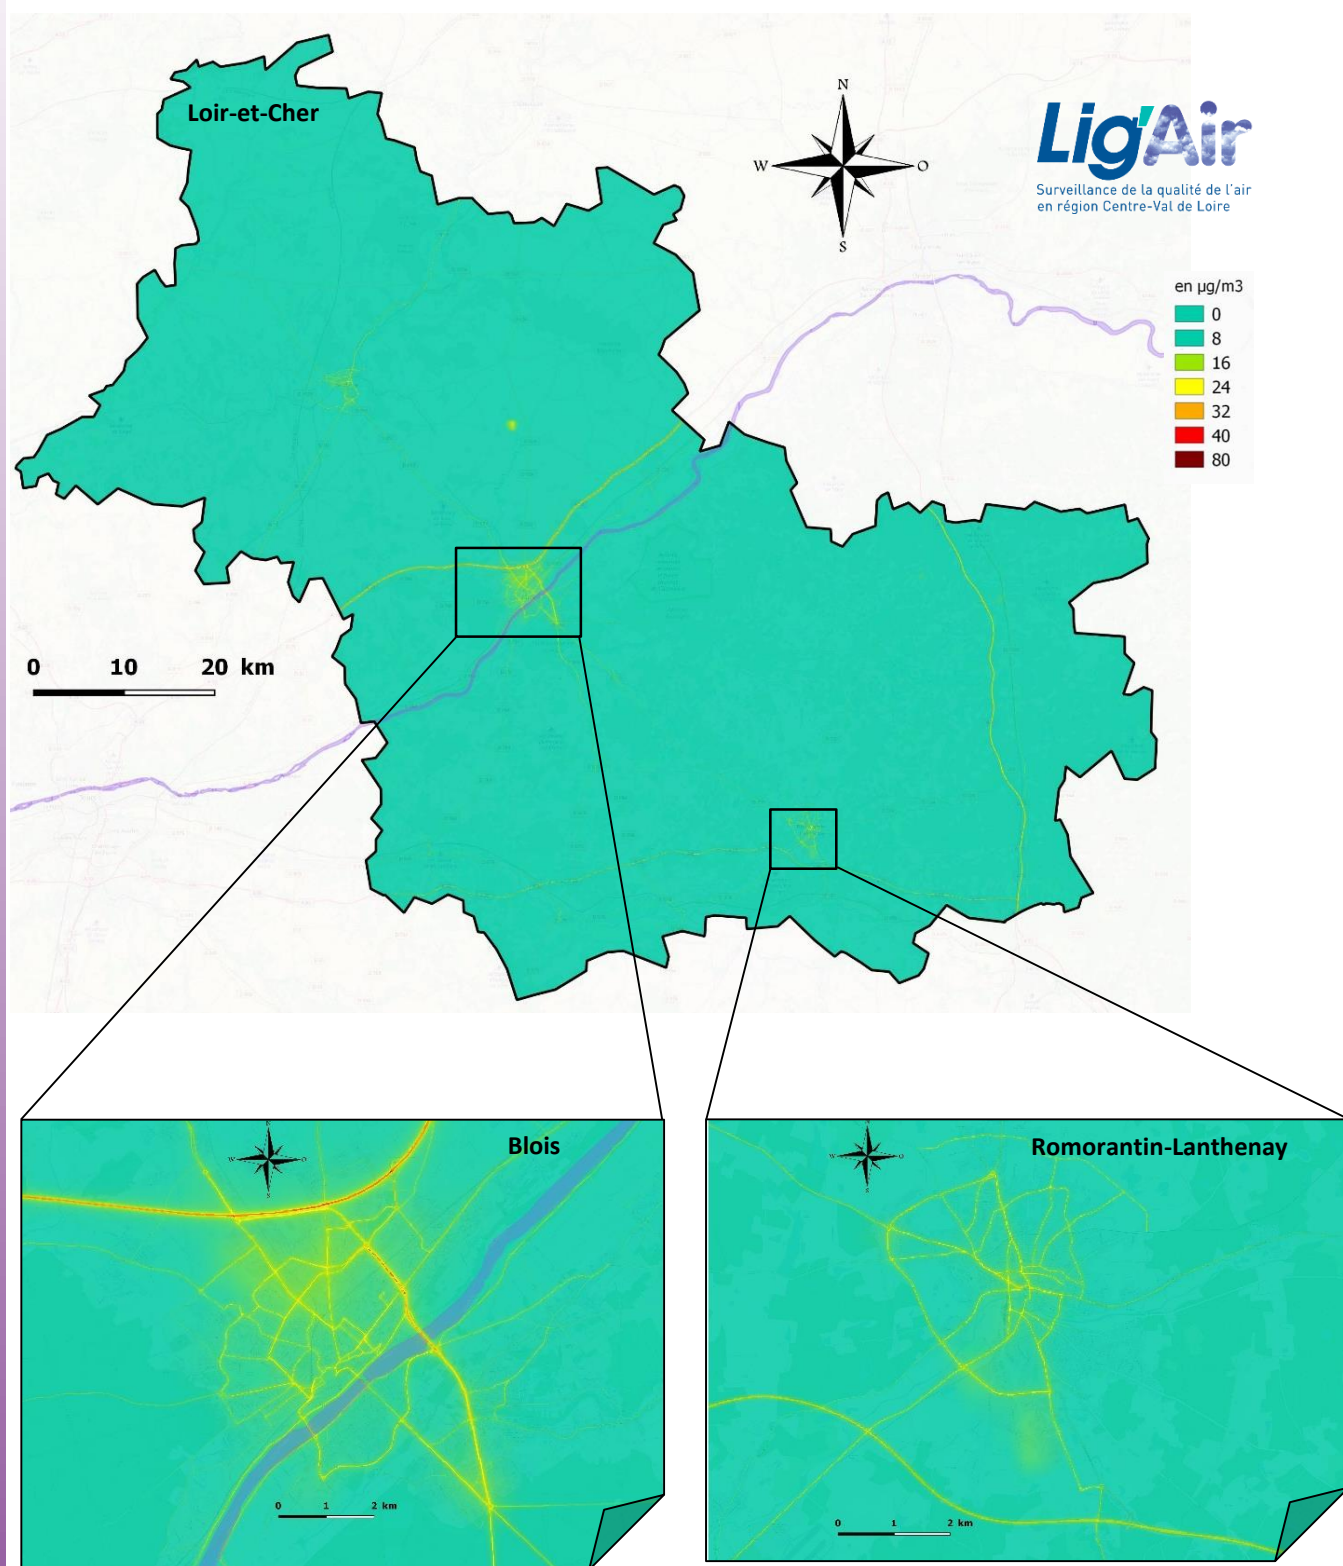 Loir-et-Cher
N
W
O
S
Lig'Air
Surveillance de la qualité de l'air
en région Centre-Val de Loire
en µg/m3
0
8
16
24
32
40
80
0 10 20 km
Blois
W
O
S
0 1 2 km
Romorantin-Lanthenay
W
O
S
0 1 2 km